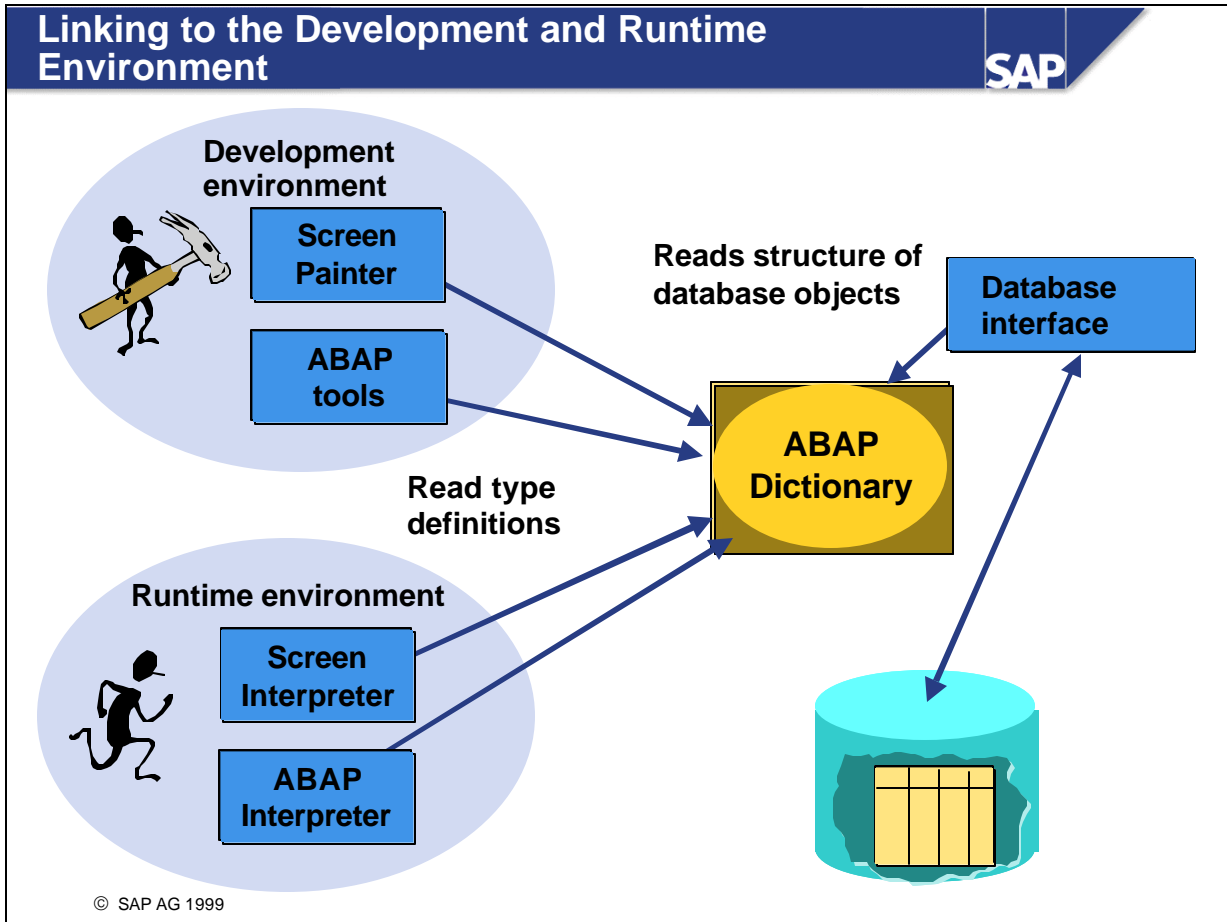 Linking to the Development and Runtime
Environment
SAP
Development
environment
Screen
Painter
ABAP
tools
Reads structure of
database objects
Database
interface
ABAP
Dictionary
Read type
definitions
Runtime environment
Screen
Interpreter
ABAP
Interpreter
© SAP AG 1999